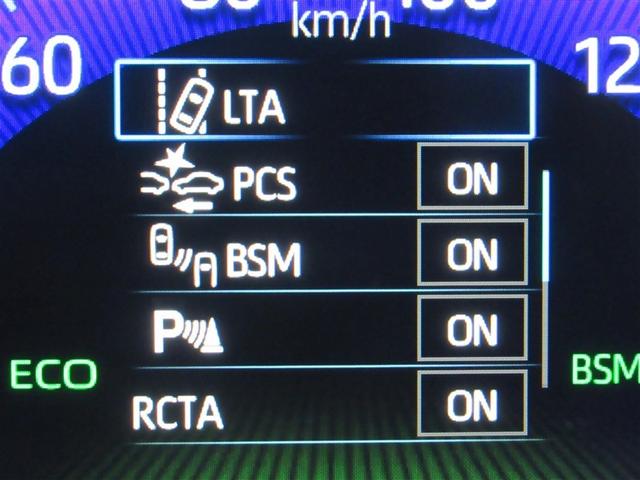 km/h
60
12
LTA
PCS ON
BSM ON
P ON
ECO
BSM
RCTA ON